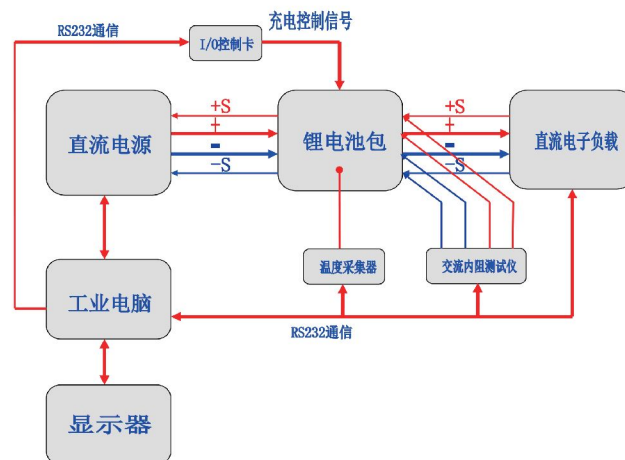 充电控制信号
RS232通信
I/O控制卡
+S
+S
+
+
直流电源
锂电池包
直流电子负载
-
-
-S
-S
温度采集器
交流内阻测试仪
工业电脑
RS232通信
显示器